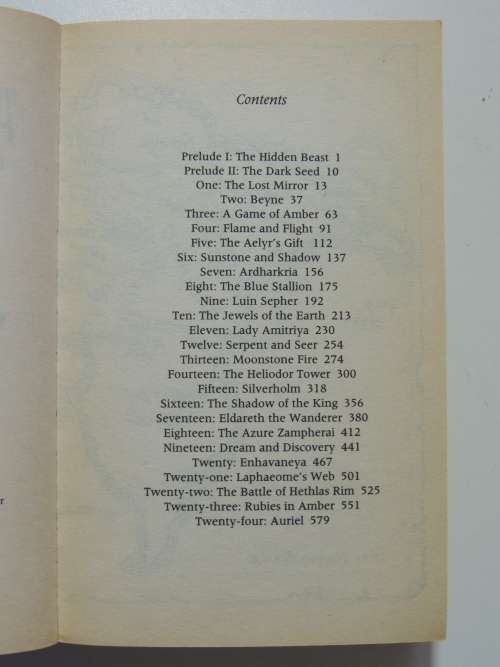 Contents
Prelude I: The Hidden Beast 1
Prelude II: The Dark Seed 10
One: The Lost Mirror 13
Two: Beyne 37
Three: A Game of Amber 63
Four: Flame and Flight 91
Five: The Aelyr's Gift 112
Six: Sunstone and Shadow 137
Seven: Ardharkria 156
Eight: The Blue Stallion 175
Nine: Luin Sepher 192
Ten: The Jewels of the Earth 213
Eleven: Lady Amitriya 230
Twelve: Serpent and Seer 254
Thirteen: Moonstone Fire 274
Fourteen: The Heliodor Tower 300
Fifteen: Silverholm 318
Sixteen: The Shadow of the King 356
Seventeen: Eldareth the Wanderer 380
Eighteen: The Azure Zampherai 412
Nineteen: Dream and Discovery 441
Twenty: Enhavaneya 467
Twenty-one: Laphaeome's Web 501
Twenty-two: The Battle of Hethlas Rim 525
Twenty-three: Rubies in Amber 551
Twenty-four: Auriel 579